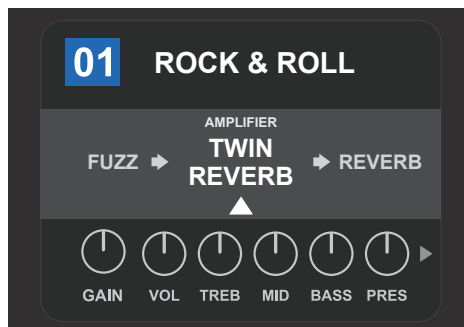 01 ROCK & ROLL
AMPLIFIER
FUZZ TWIN REVERB REVERB
GAIN VOL TREB MID BASS PRES